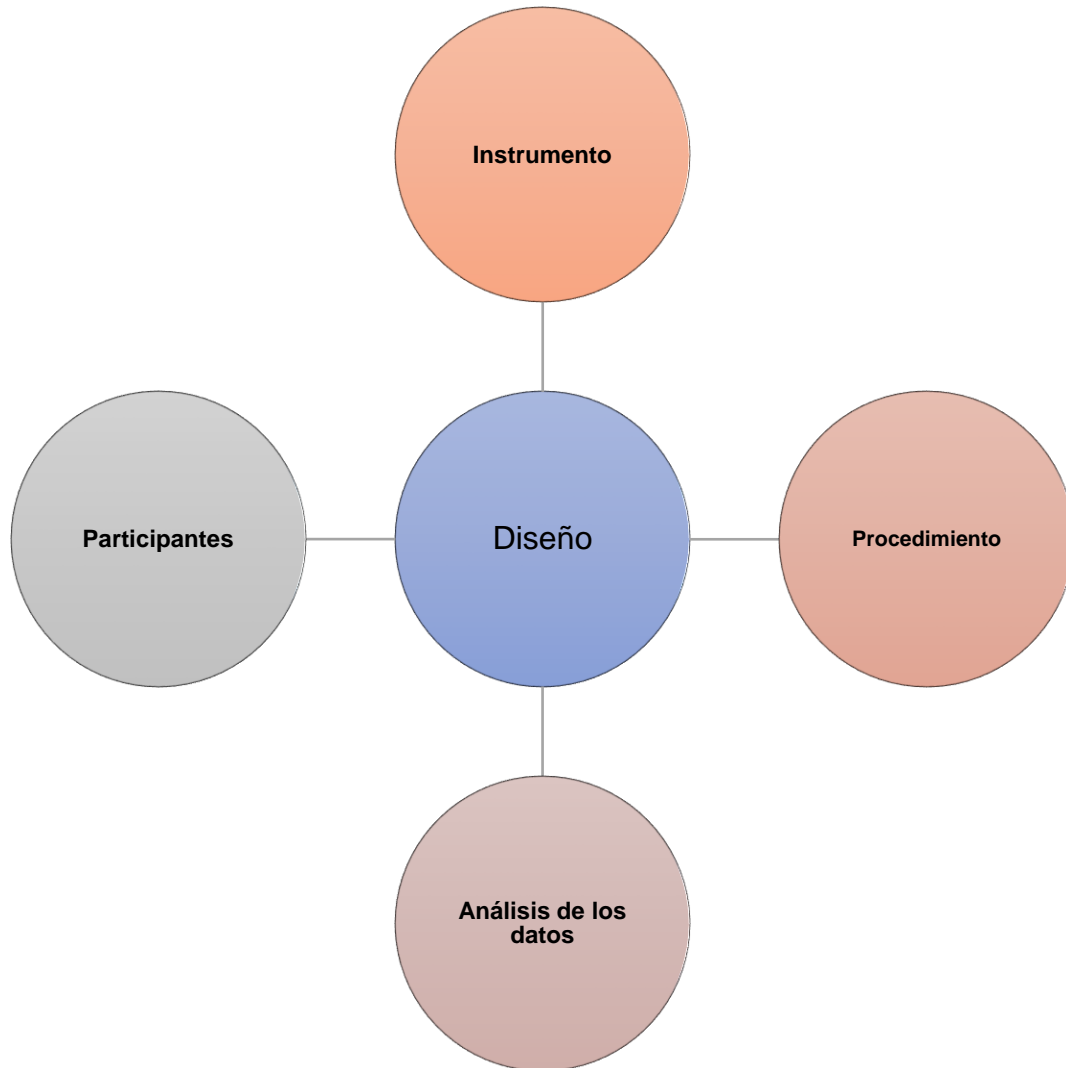 Instrumento
Participantes
Diseño
Procedimiento
Análisis de los
datos